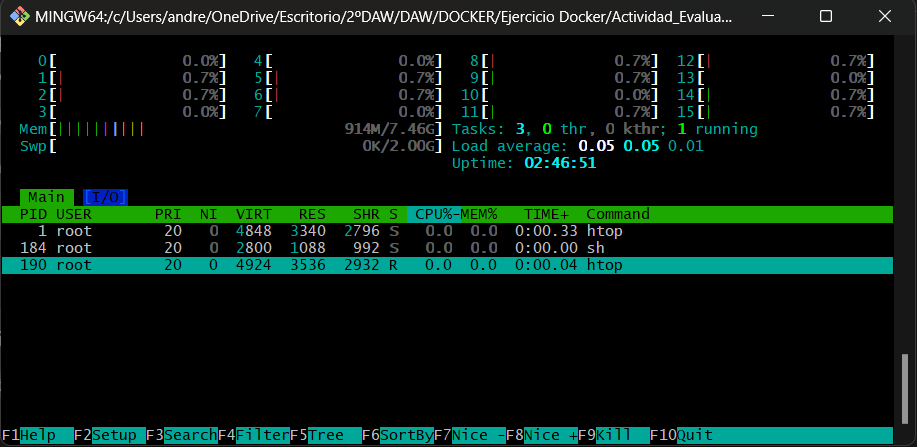 MINGW64:/c/Users/andre/OneDrive/Escritorio/2ºDAW/DAW/DOCKER/Ejercicio Docker/Actividad_Evalua...
0[ 0.0%] 4[ 0.0%] 8[| 0.7%] 12[| 0.7%]
1[| 0.7%] 5[| 0.7%] 9[| 0.7%] 13[ 0.0%]
2[| 0.7%] 6[| 0.7%] 10[ 0.0%] 14[| 0.7%]
3[ 0.0%] 7[ 0.0%] 11[| 0.7%] 15[| 0.7%]
Mem[|||||||||| 914M/7.46G] Tasks: 3, 0 thr, 0 kthr; 1 running
Swp[ 0K/2.00G] Load average: 0.05 0.05 0.01
Uptime: 02:46:51
Main [I/O]
PID USER PRI NI VIRT RES SHR S CPU%-MEM% TIME+ Command
1 root 20 0 4848 3340 2796 S 0.0 0.0 0:00.33 htop
184 root 20 0 2800 1088 992 S 0.0 0.0 0:00.00 sh
190 root 20 0 4924 3536 2932 R 0.0 0.0 0:00.04 htop
F1Help F2Setup F3SearchF4FilterF5Tree F6SortByF7Nice -F8Nice +F9Kill F10Quit